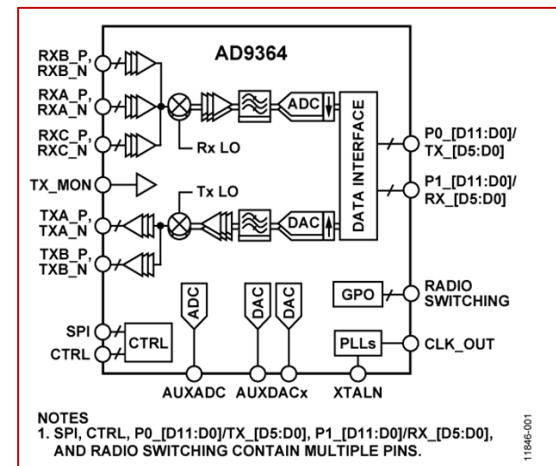 AD9364
RXB_P,
RXB_N
RXA_P,
RXA_N
RXC_P,
RXC_N
TX_MON
TXA_P,
TXA_N
TXB_P,
TXB_N
SPI
CTRL
CTRL
Rx LO
Tx LO
ADC
DAC
DATA INTERFACE
P0_[D11:D0]/
TX_[D5:D0]
P1_[D11:D0]/
RX_[D5:D0]
ADC
DAC
DAC
GPO
RADIO
SWITCHING
PLLs
CLK_OUT
AUXADC
AUXDACx
XTALN
NOTES
1. SPI, CTRL, P0_[D11:D0]/TX_[D5:D0], P1_[D11:D0]/RX_[D5:D0],
AND RADIO SWITCHING CONTAIN MULTIPLE PINS.
11846-001